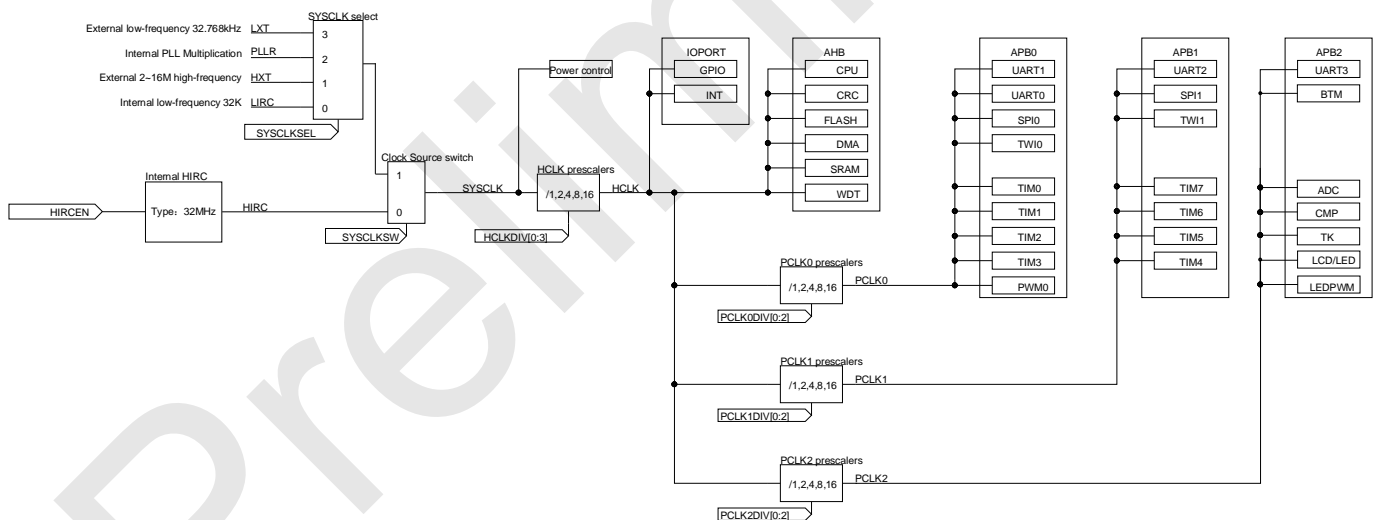 SYSCLK select
External low-frequency 32.768kHz LXT
3
Internal PLL Multiplication PLLR
2
External 2~16M high-frequency HXT
1
Internal low-frequency 32K LIRC
0
SYSCLKSEL
Clock Source switch
1
0
SYSCLKSW
Internal HIRC
HIRCEN
Type: 32MHz
HIRC
SYSCLK
Power control
HCLK prescalers
/1,2,4,8,16
HCLK
HCLKDIV[0:3]
IOPORT
GPIO
INT
AHB
CPU
CRC
FLASH
DMA
SRAM
WDT
PCLK0 prescalers
/1,2,4,8,16
PCLK0
PCLK0DIV[0:2]
PCLK1 prescalers
/1,2,4,8,16
PCLK1
PCLK1DIV[0:2]
PCLK2 prescalers
/1,2,4,8,16
PCLK2
PCLK2DIV[0:2]
APB0
UART1
UART0
SPI0
TWI0
TIM0
TIM1
TIM2
TIM3
PWM0
APB1
UART2
SPI1
TWI1
TIM7
TIM6
TIM5
TIM4
APB2
UART3
BTM
ADC
CMP
TK
LCD/LED
LEDPWM
Prelim